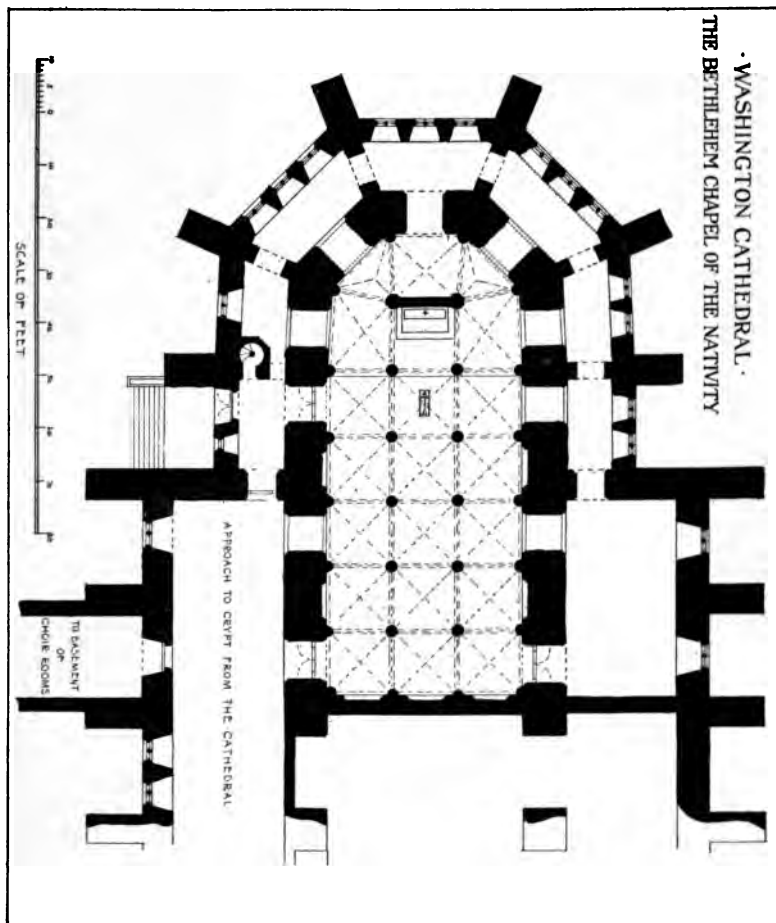 · WASHINGTON CATHEDRAL ·
THE BETHLEHEM CHAPEL OF THE NATIVITY
SCALE OF FEET
APPROACH TO CRYPT FROM THE CATHEDRAL
TO BASEMENT
OF
CHOIR ROOMS